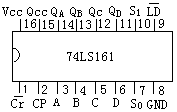 Vcc Qcc QA QB QC QD S1 LD
16 15 14 13 12 11 10 9
74LS161
1 2 3 4 5 6 7 8
Cr CP A B C D S0 GND